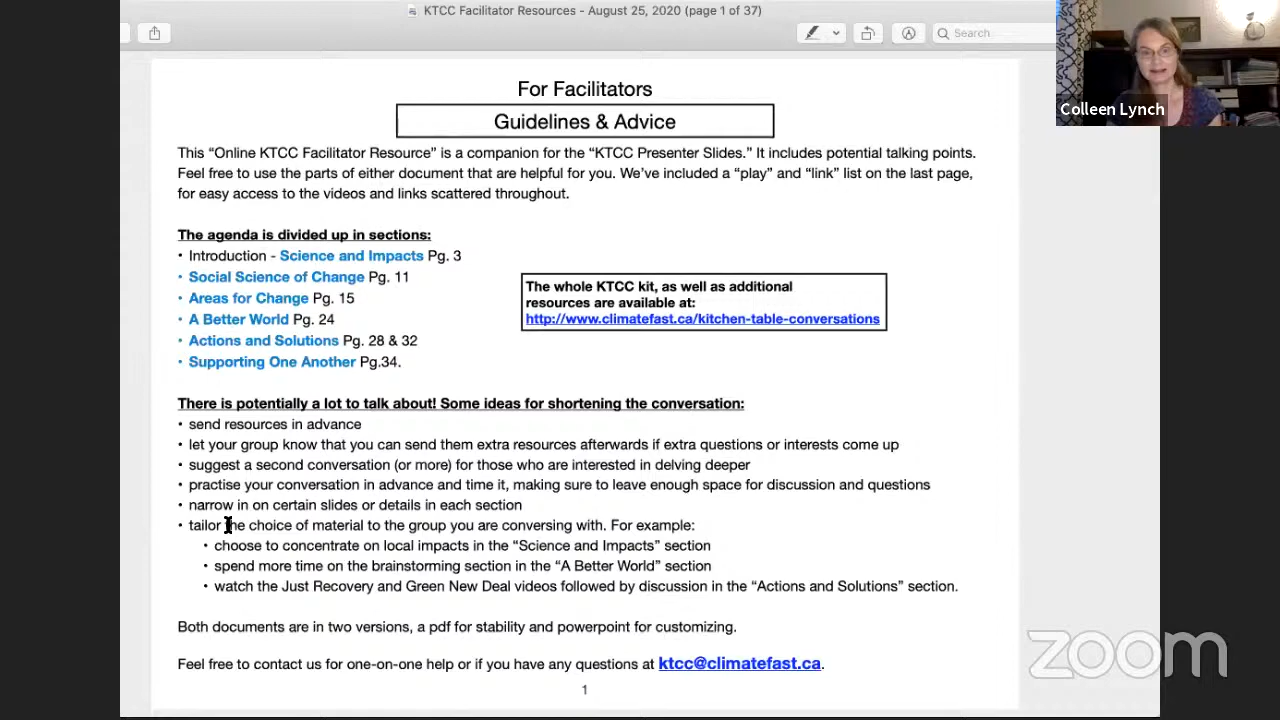 KTCC Facilitator Resources - August 25, 2020 (page 1 of 37)
Search
Colleen Lynch
For Facilitators
Guidelines & Advice
This “Online KTCC Facilitator Resource” is a companion for the “KTCC Presenter Slides.” It includes potential talking points.
Feel free to use the parts of either document that are helpful for you. We’ve included a “play” and “link” list on the last page,
for easy access to the videos and links scattered throughout.
The agenda is divided up in sections:
• Introduction - Science and Impacts Pg. 3
• Social Science of Change Pg. 11
• Areas for Change Pg. 15
• A Better World Pg. 24
• Actions and Solutions Pg. 28 & 32
• Supporting One Another Pg.34.
The whole KTCC kit, as well as additional
resources are available at:
http://www.climatefast.ca/kitchen-table-conversations
There is potentially a lot to talk about! Some ideas for shortening the conversation:
• send resources in advance
• let your group know that you can send them extra resources afterwards if extra questions or interests come up
• suggest a second conversation (or more) for those who are interested in delving deeper
• practise your conversation in advance and time it, making sure to leave enough space for discussion and questions
• narrow in on certain slides or details in each section
• tailor the choice of material to the group you are conversing with. For example:
• choose to concentrate on local impacts in the “Science and Impacts” section
• spend more time on the brainstorming section in the “A Better World” section
• watch the Just Recovery and Green New Deal videos followed by discussion in the “Actions and Solutions” section.
Both documents are in two versions, a pdf for stability and powerpoint for customizing.
Feel free to contact us for one-on-one help or if you have any questions at ktcc@climatefast.ca.
1
zoom